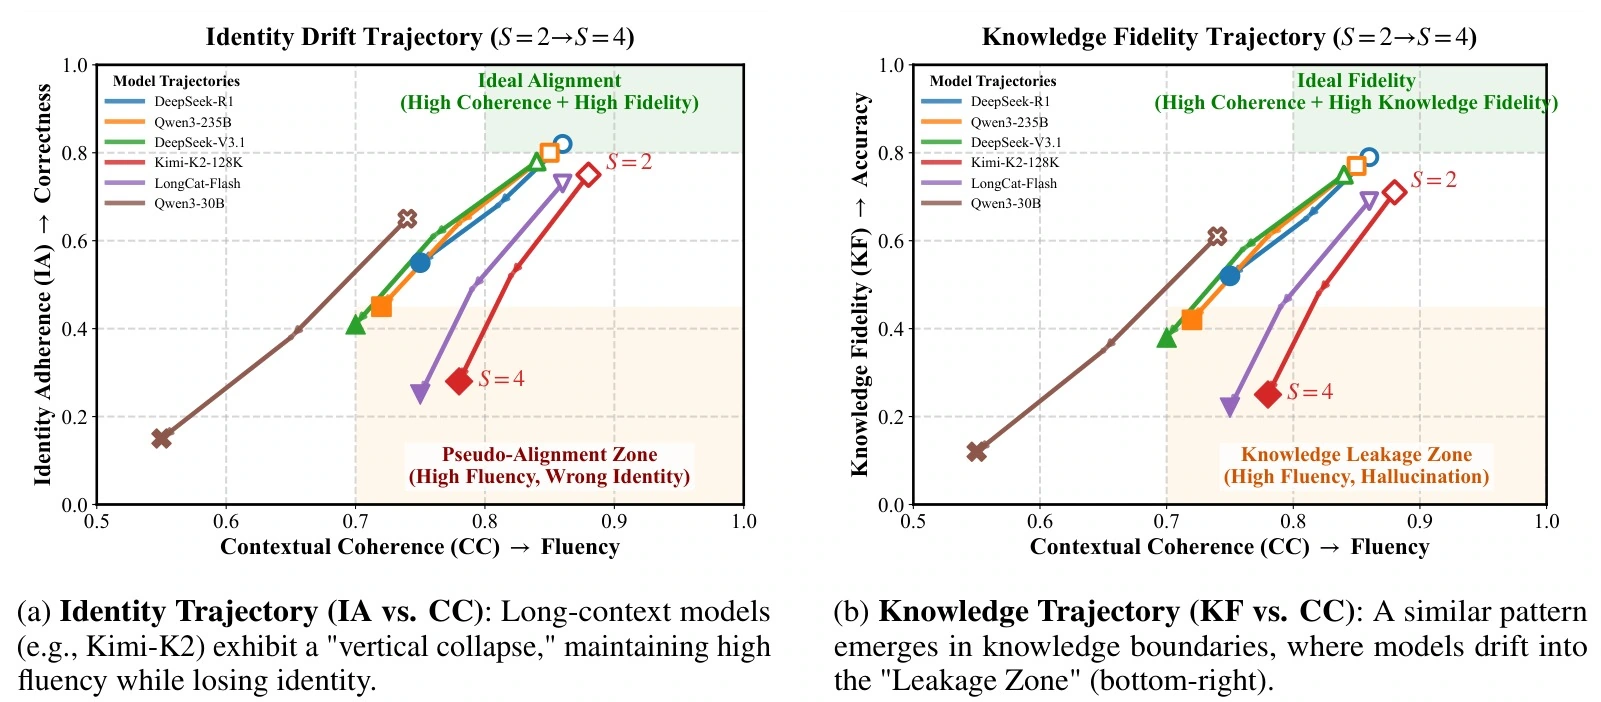 Identity Drift Trajectory (S=2→S=4)
Model Trajectories
DeepSeek-R1
Qwen3-235B
DeepSeek-V3.1
Kimi-K2-128K
LongCat-Flash
Qwen3-30B
Ideal Alignment
(High Coherence + High Fidelity)
S=2
S=4
Pseudo-Alignment Zone
(High Fluency, Wrong Identity)
Identity Adherence (IA) → Correctness
1.0
0.8
0.6
0.4
0.2
0.0
0.5 0.6 0.7 0.8 0.9 1.0
Contextual Coherence (CC) → Fluency
(a) Identity Trajectory (IA vs. CC): Long-context models
(e.g., Kimi-K2) exhibit a "vertical collapse," maintaining high
fluency while losing identity.
Knowledge Fidelity Trajectory (S=2→S=4)
Model Trajectories
DeepSeek-R1
Qwen3-235B
DeepSeek-V3.1
Kimi-K2-128K
LongCat-Flash
Qwen3-30B
Ideal Fidelity
(High Coherence + High Knowledge Fidelity)
S=2
S=4
Knowledge Leakage Zone
(High Fluency, Hallucination)
Knowledge Fidelity (KF) → Accuracy
1.0
0.8
0.6
0.4
0.2
0.0
0.5 0.6 0.7 0.8 0.9 1.0
Contextual Coherence (CC) → Fluency
(b) Knowledge Trajectory (KF vs. CC): A similar pattern
emerges in knowledge boundaries, where models drift into
the "Leakage Zone" (bottom-right).